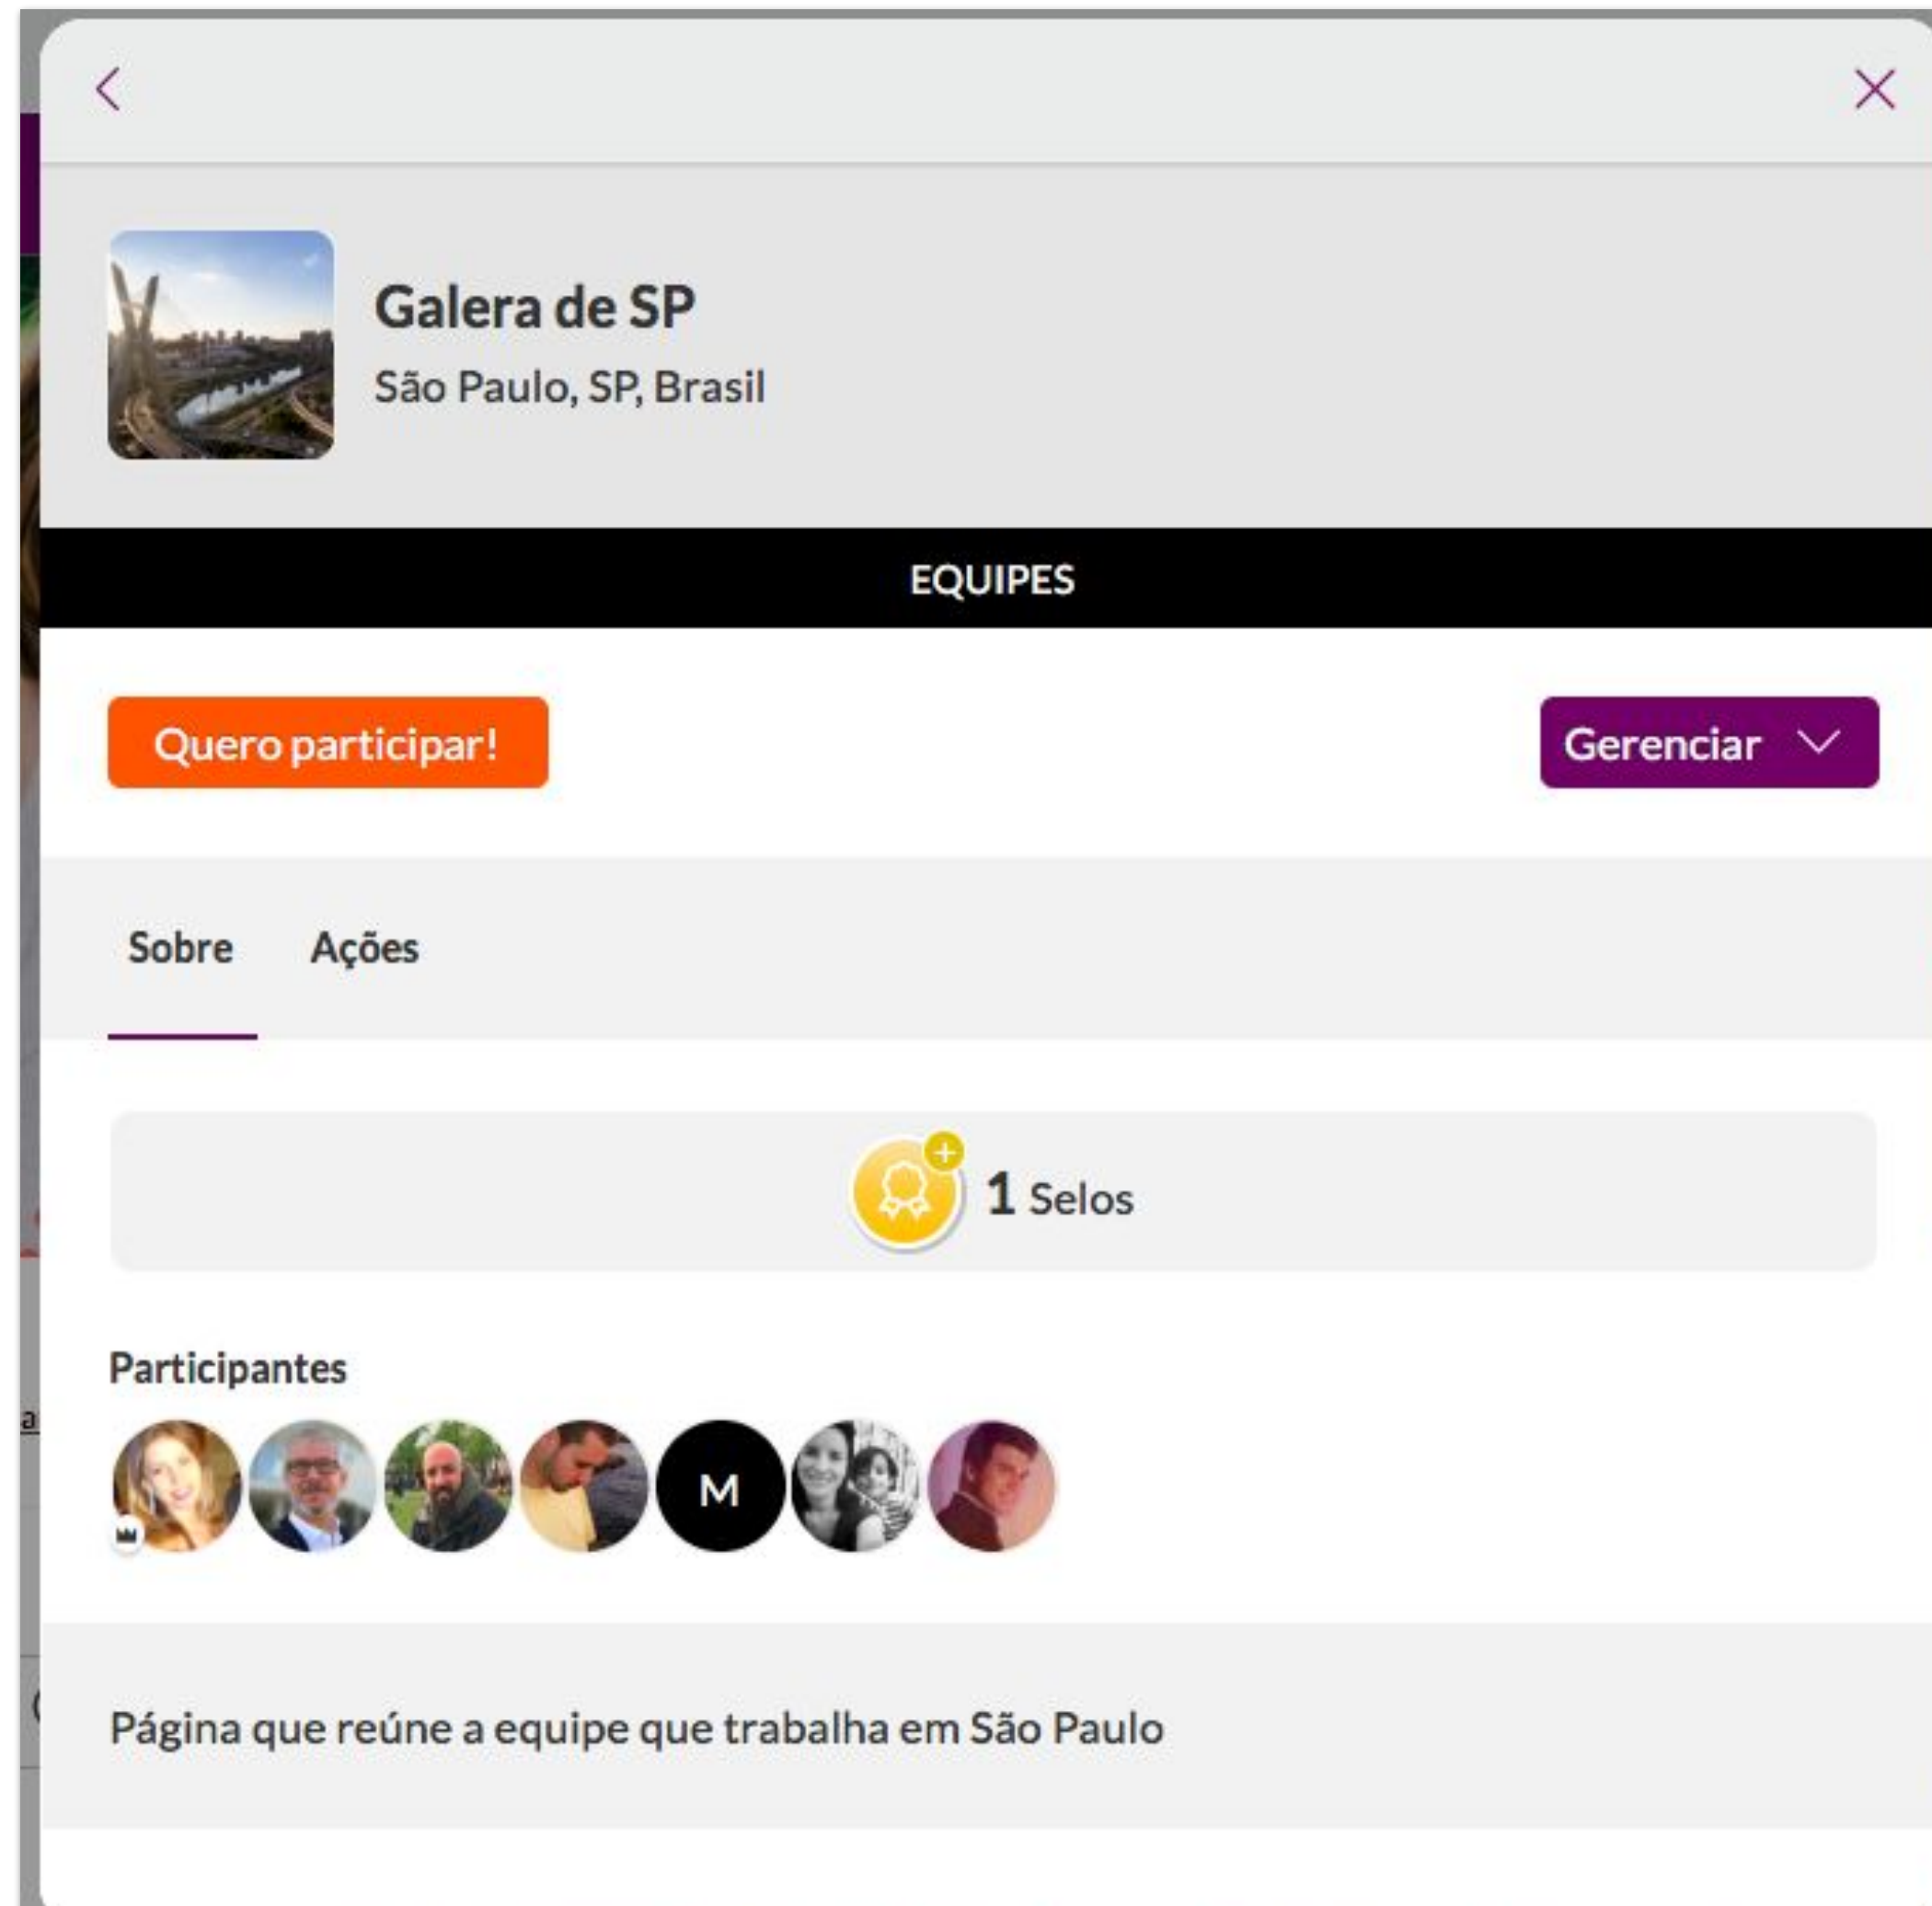 Galera de SP
São Paulo, SP, Brasil
EQUIPES
Quero participar!
Gerenciar
Sobre
Ações
1 Selos
Participantes
a
M
Página que reúne a equipe que trabalha em São Paulo